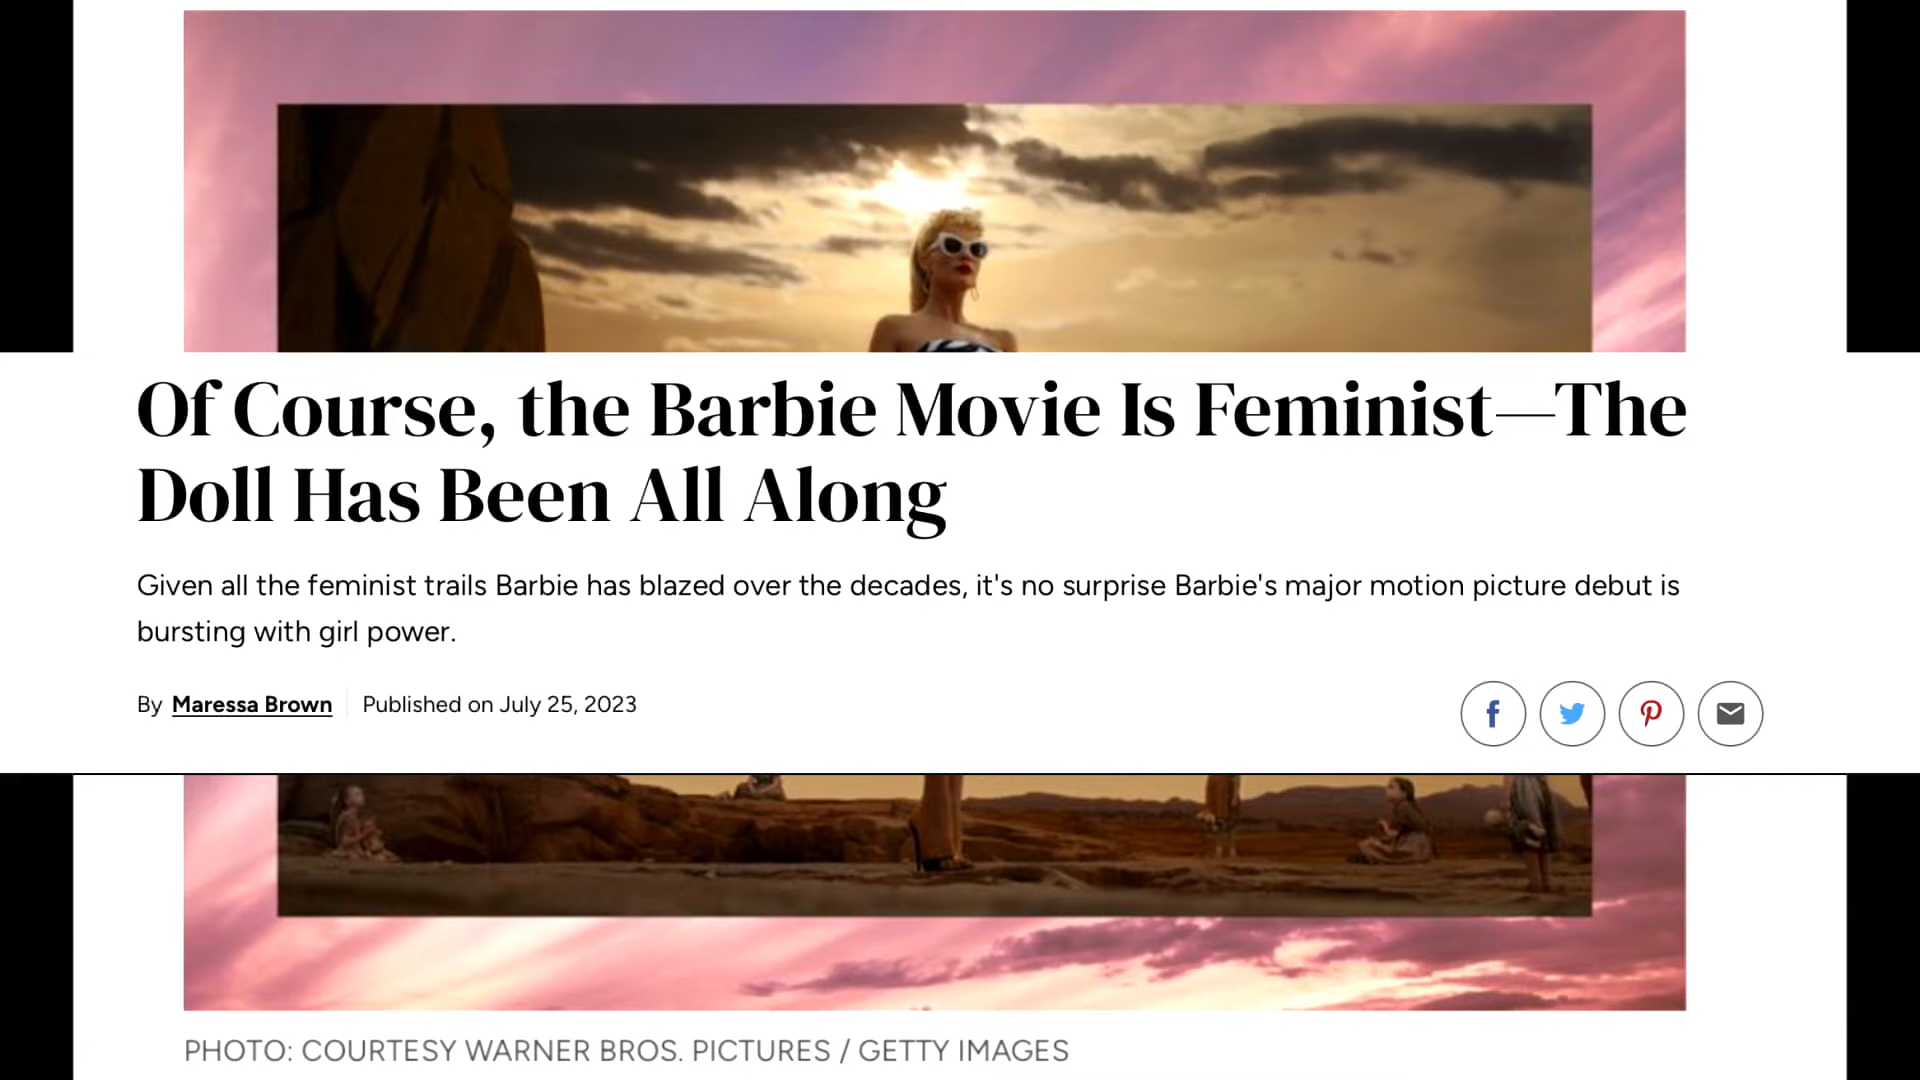 Of Course, the Barbie Movie Is Feminist—The
Doll Has Been All Along
Given all the feminist trails Barbie has blazed over the decades, it's no surprise Barbie's major motion picture debut is
bursting with girl power.
By Maressa Brown Published on July 25, 2023
PHOTO: COURTESY WARNER BROS. PICTURES / GETTY IMAGES